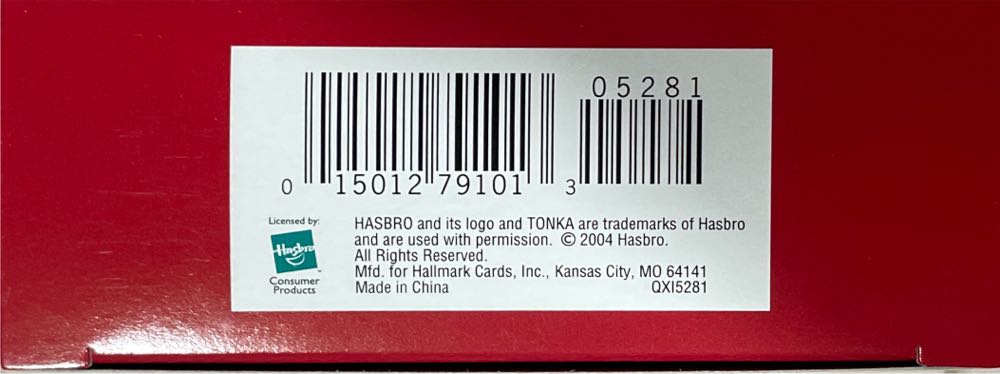 05281
0 15012 79101 3
Licensed by:
Hasbro
Consumer
Products
HASBRO and its logo and TONKA are trademarks of Hasbro
and are used with permission. © 2004 Hasbro.
All Rights Reserved.
Mfd. for Hallmark Cards, Inc., Kansas City, MO 64141
Made in China QXI5281